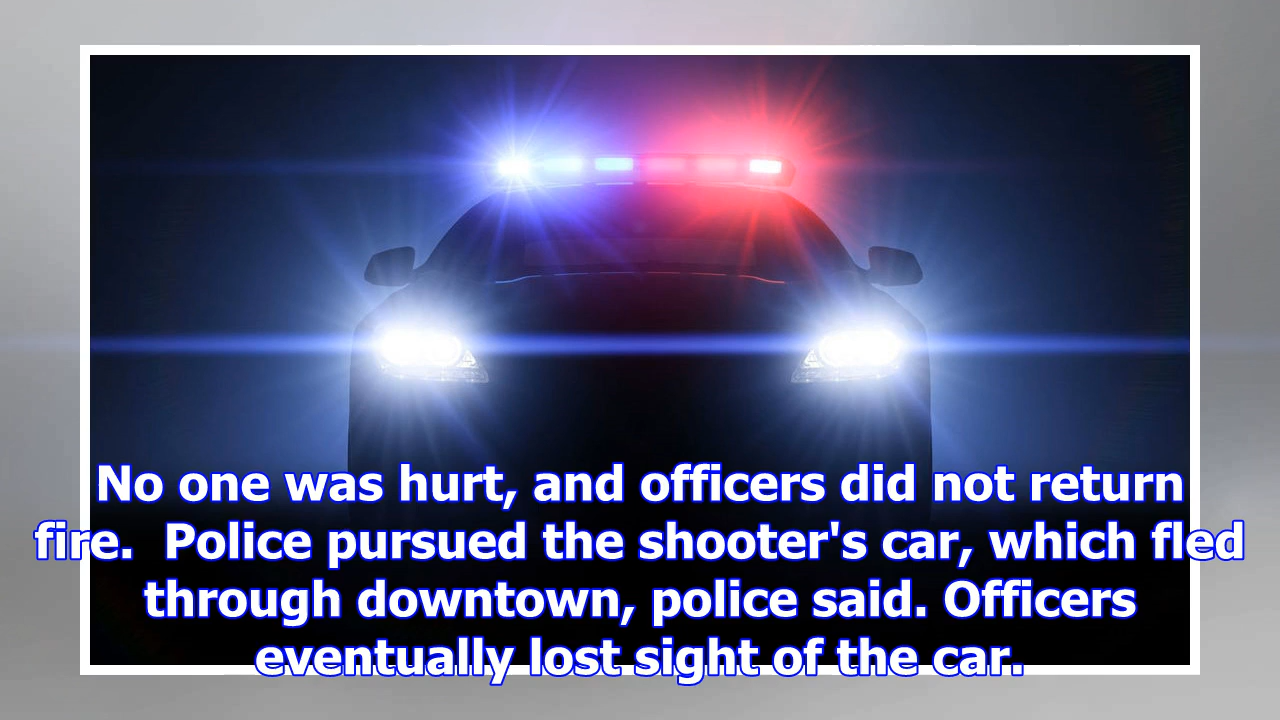 No one was hurt, and officers did not return
fire.  Police pursued the shooter's car, which fled
through downtown, police said. Officers
eventually lost sight of the car.